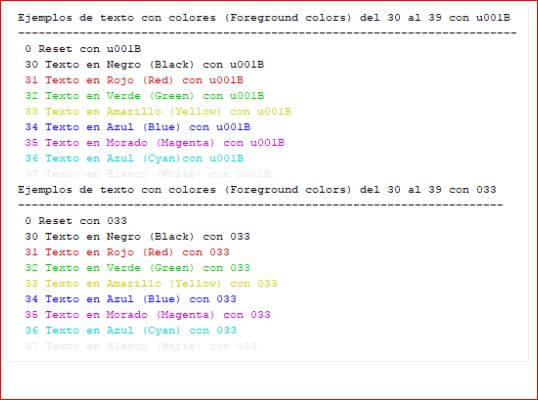 Ejemplos de texto con colores (Foreground colors) del 30 al 39 con u001B
--------------------------------------------------------------------------
0 Reset con u001B
30 Texto en Negro (Black) con u001B
31 Texto en Rojo (Red) con u001B
32 Texto en Verde (Green) con u001B
33 Texto en Amarillo (Yellow) con u001B
34 Texto en Azul (Blue) con u001B
35 Texto en Morado (Magenta) con u001B
36 Texto en Azul (Cyan)con u001B
37 Texto en Blanco (White) con u001B
Ejemplos de texto con colores (Foreground colors) del 30 al 39 con 033
------------------------------------------------------------------------
0 Reset con 033
30 Texto en Negro (Black) con 033
31 Texto en Rojo (Red) con 033
32 Texto en Verde (Green) con 033
33 Texto en Amarillo (Yellow) con 033
34 Texto en Azul (Blue) con 033
35 Texto en Morado (Magenta) con 033
36 Texto en Azul (Cyan) con 033
37 Texto en Blanco (White) con 033